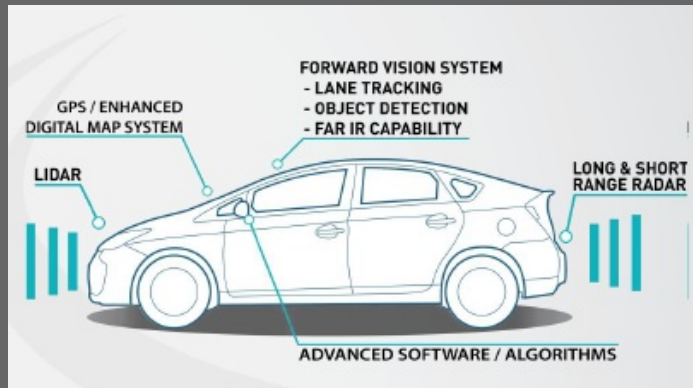 FORWARD VISION SYSTEM
- LANE TRACKING
- OBJECT DETECTION
- FAR IR CAPABILITY
GPS / ENHANCED
DIGITAL MAP SYSTEM
LIDAR
LONG & SHORT
RANGE RADAR
ADVANCED SOFTWARE / ALGORITHMS